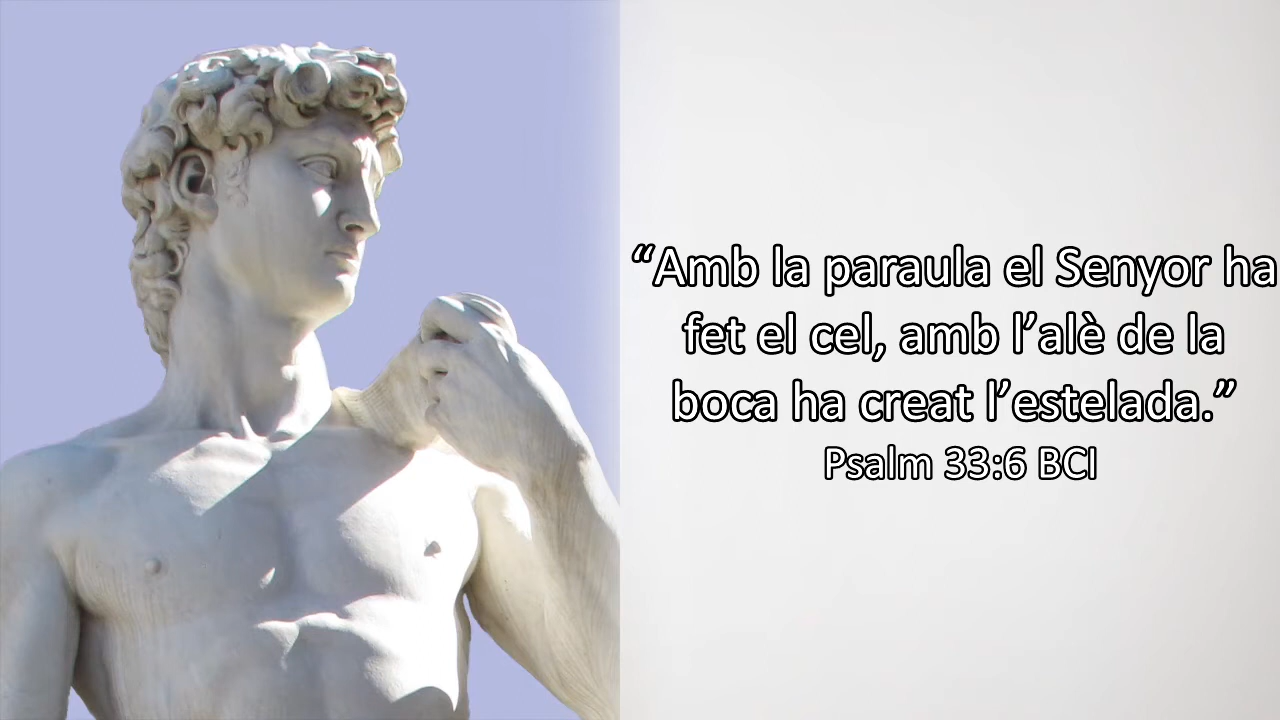 “Amb la paraula el Senyor ha
fet el cel, amb l’alè de la
boca ha creat l’estelada.”
Psalm 33:6 BCI